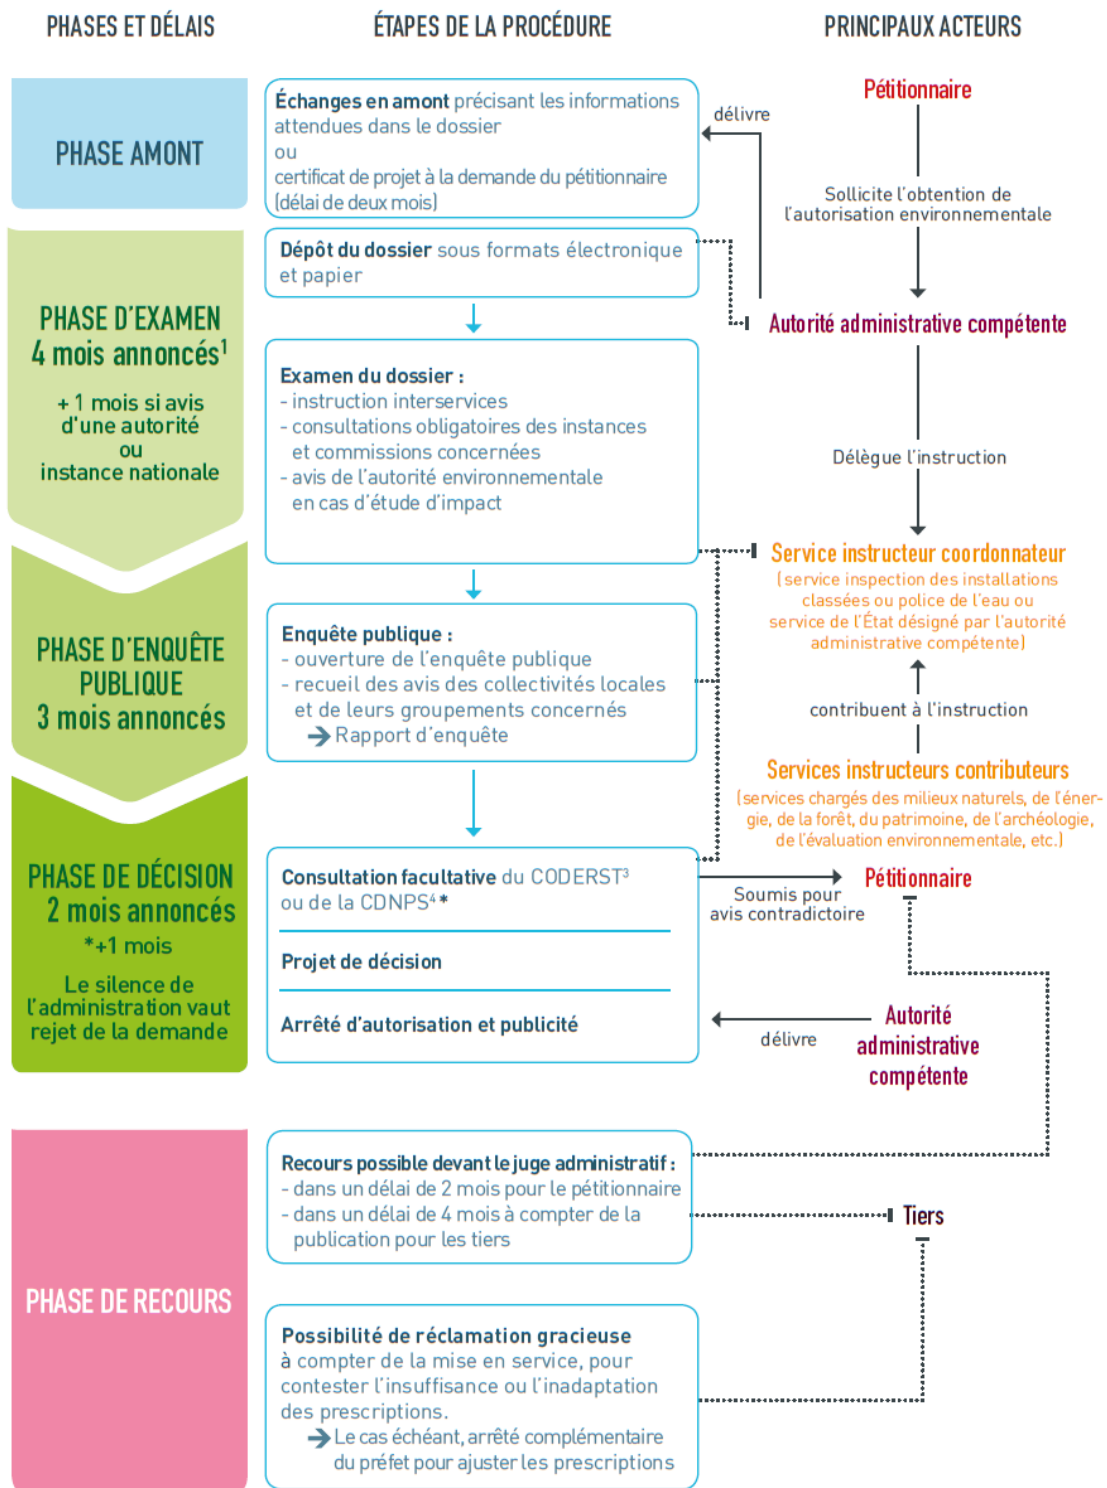 PHASES ET DÉLAIS
ÉTAPES DE LA PROCÉDURE
PRINCIPAUX ACTEURS
PHASE AMONT
Échanges en amont précisant les informations
attendues dans le dossier
ou
certificat de projet à la demande du pétitionnaire
(délai de deux mois)
délivre
Pétitionnaire
Sollicite l'obtention de
l'autorisation environnementale
PHASE D'EXAMEN
4 mois annoncés¹
+ 1 mois si avis
d'une autorité
ou
instance nationale
Dépôt du dossier sous formats électronique
et papier
Autorité administrative compétente
Examen du dossier :
- instruction interservices
- consultations obligatoires des instances
et commissions concernées
- avis de l'autorité environnementale
en cas d'étude d'impact
Délègue l'instruction
Service instructeur coordonnateur
(service inspection des installations
classées ou police de l'eau ou
service de l'État désigné par l'autorité
administrative compétente)
PHASE D'ENQUÊTE
PUBLIQUE
3 mois annoncés
Enquête publique :
- ouverture de l'enquête publique
- recueil des avis des collectivités locales
et de leurs groupements concernés
→ Rapport d'enquête
contribuent à l'instruction
Services instructeurs contributeurs
(services chargés des milieux naturels, de l'éner-
gie, de la forêt, du patrimoine, de l'archéologie,
de l'évaluation environnementale, etc.)
PHASE DE DÉCISION
2 mois annoncés
*+1 mois
Le silence de
l'administration vaut
rejet de la demande
Consultation facultative du CODERST³
ou de la CDNPS⁴*
Projet de décision
Arrêté d'autorisation et publicité
Soumis pour
avis contradictoire
Pétitionnaire
délivre
Autorité
administrative
compétente
PHASE DE RECOURS
Recours possible devant le juge administratif :
- dans un délai de 2 mois pour le pétitionnaire
- dans un délai de 4 mois à compter de la
publication pour les tiers
Tiers
Possibilité de réclamation gracieuse
à compter de la mise en service, pour
contester l'insuffisance ou l'inadaptation
des prescriptions.
→ Le cas échéant, arrêté complémentaire
du préfet pour ajuster les prescriptions